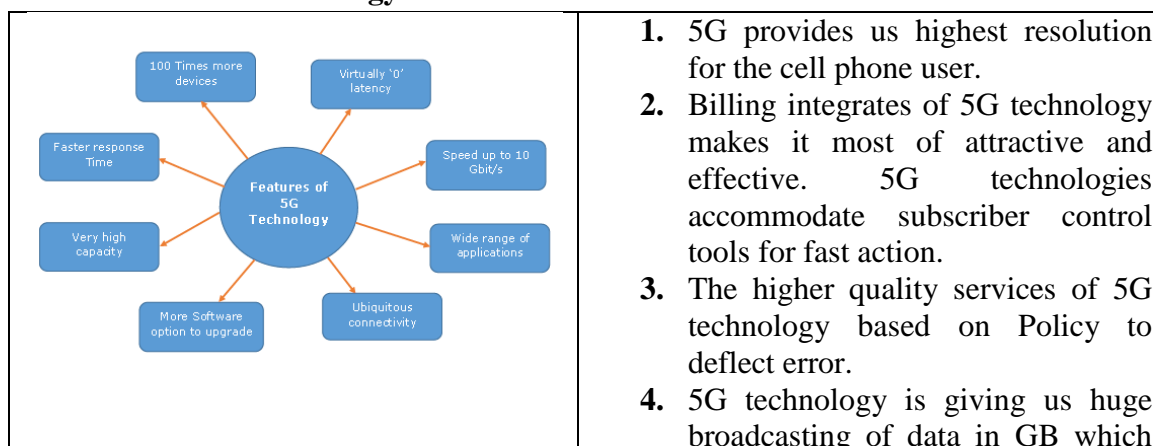 100 Times more
devices
Virtually ‘0’
latency
Faster response
Time
Speed up to 10
Gbit/s
Features of
5G
Technology
Very high
capacity
Wide range of
applications
More Software
option to upgrade
Ubiquitous
connectivity
1. 5G provides us highest resolution
for the cell phone user.
2. Billing integrates of 5G technology
makes it most of attractive and
effective. 5G technologies
accommodate subscriber control
tools for fast action.
3. The higher quality services of 5G
technology based on Policy to
deflect error.
4. 5G technology is giving us huge
broadcasting of data in GB which